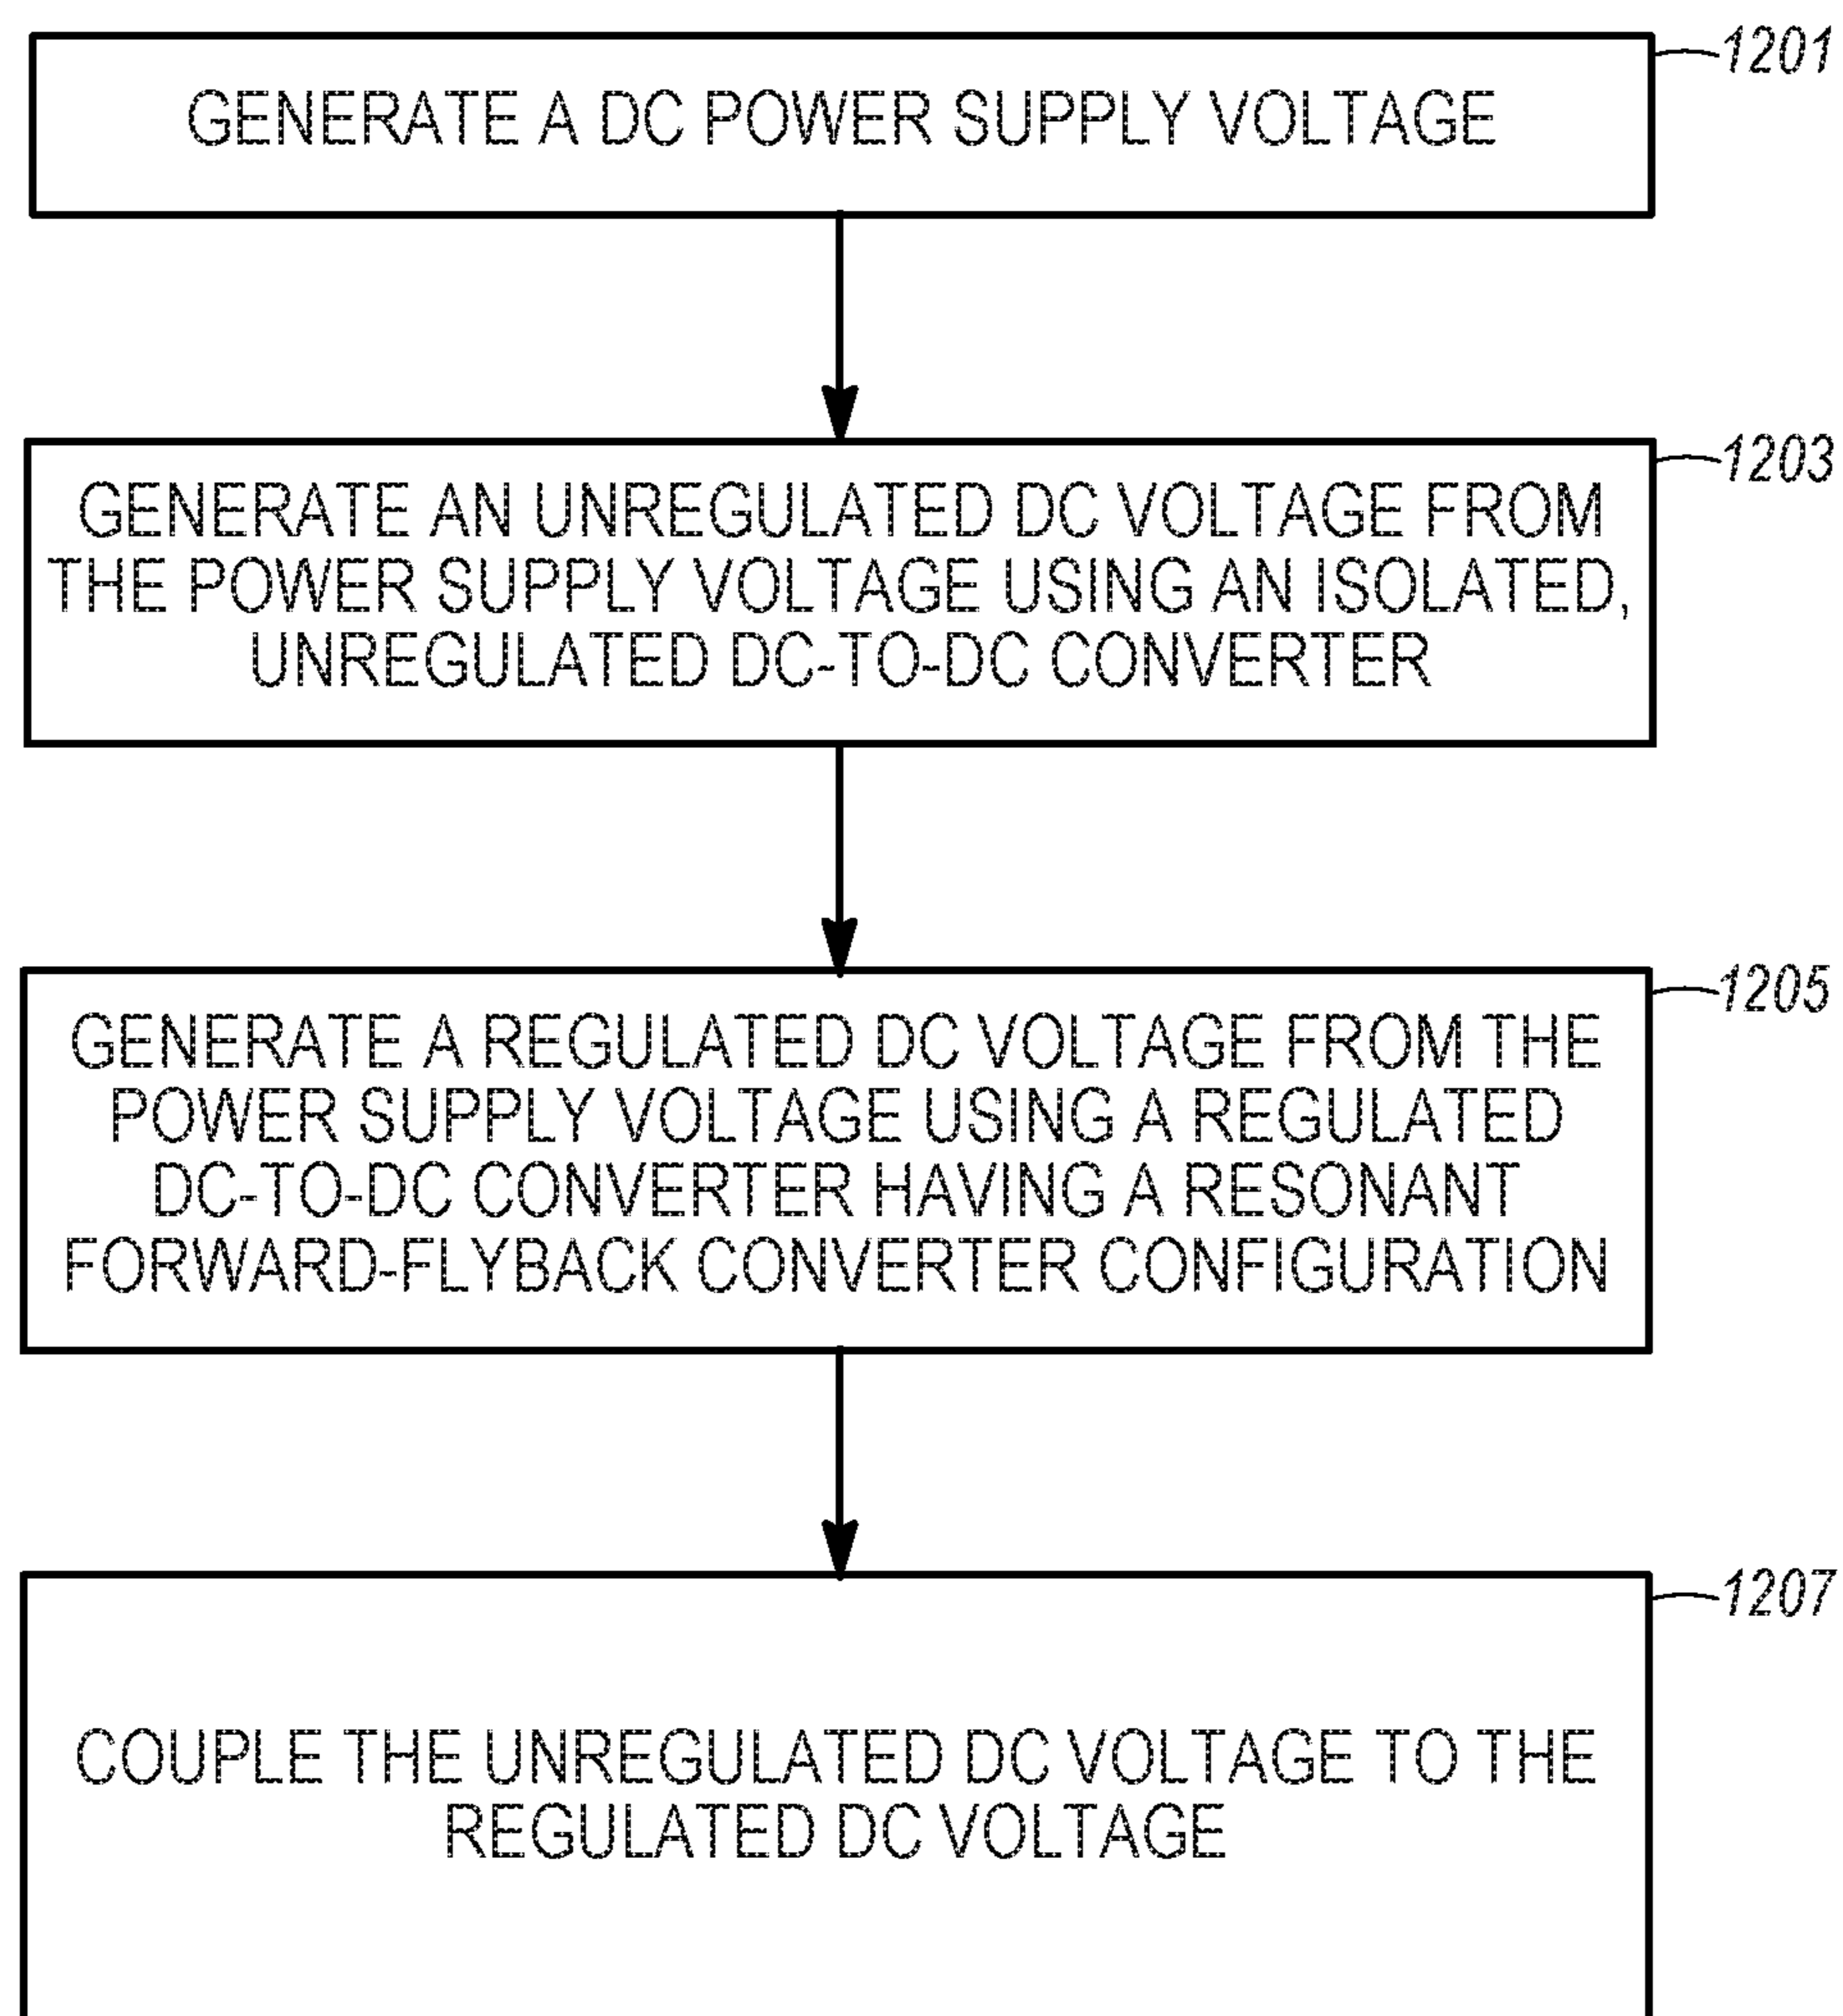 1201
GENERATE A DC POWER SUPPLY VOLTAGE
1203
GENERATE AN UNREGULATED DC VOLTAGE FROM
THE POWER SUPPLY VOLTAGE USING AN ISOLATED,
UNREGULATED DC-TO-DC CONVERTER
1205
GENERATE A REGULATED DC VOLTAGE FROM THE
POWER SUPPLY VOLTAGE USING A REGULATED
DC-TO-DC CONVERTER HAVING A RESONANT
FORWARD-FLYBACK CONVERTER CONFIGURATION
1207
COUPLE THE UNREGULATED DC VOLTAGE TO THE
REGULATED DC VOLTAGE